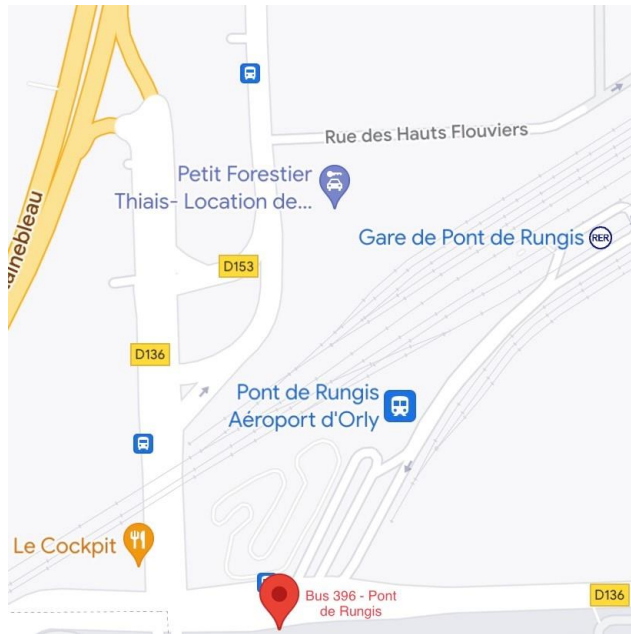 Rue des Hauts Flouviers
Petit Forestier
Thiais- Location de...
ainebleau
Gare de Pont de Rungis
RER
D153
D136
Pont de Rungis
Aéroport d'Orly
Le Cockpit
Bus 396 - Pont
de Rungis
D136